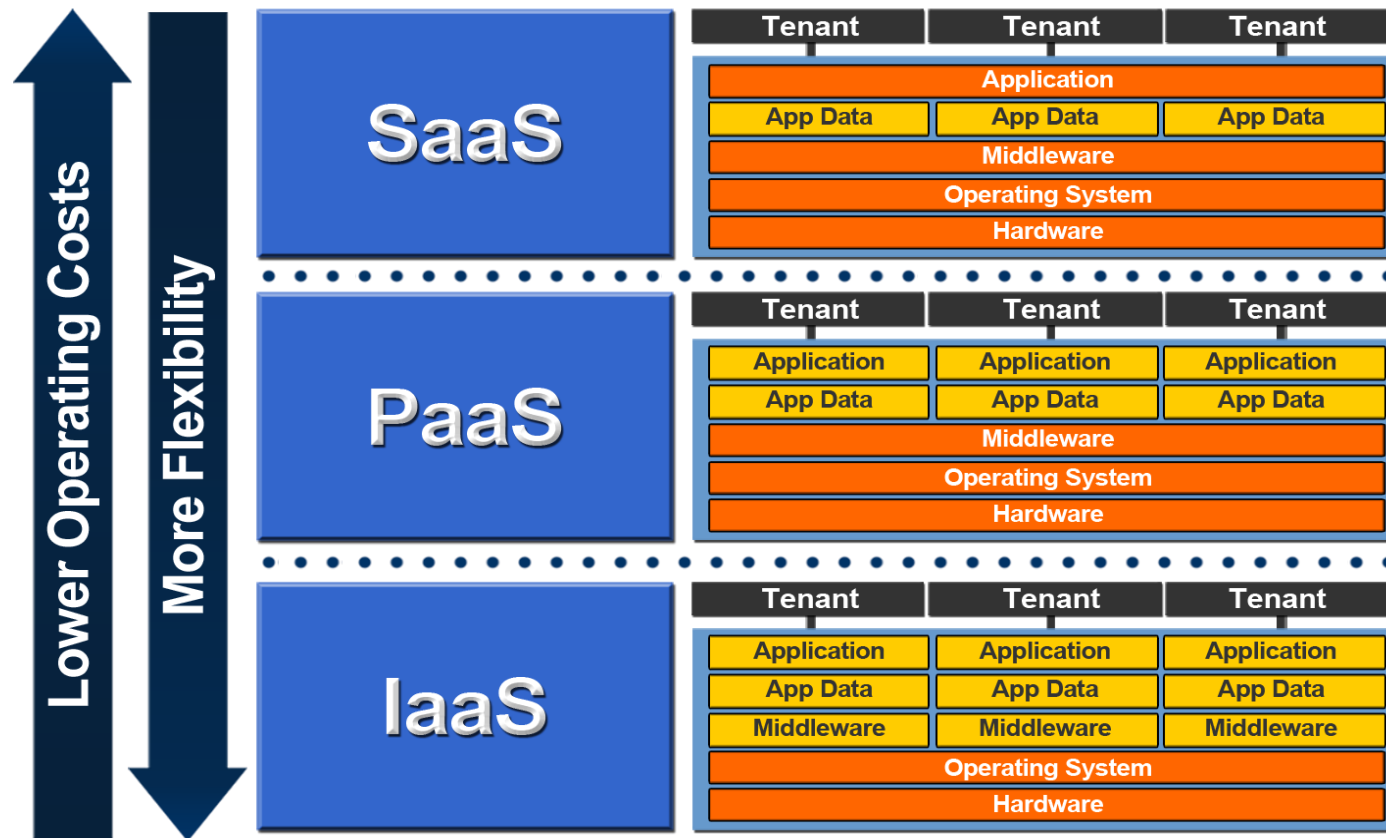 Lower Operating Costs
More Flexibility
SaaS
Tenant Tenant Tenant
Application
App Data App Data App Data
Middleware
Operating System
Hardware
PaaS
Tenant Tenant Tenant
Application Application Application
App Data App Data App Data
Middleware
Operating System
Hardware
IaaS
Tenant Tenant Tenant
Application Application Application
App Data App Data App Data
Middleware Middleware Middleware
Operating System
Hardware